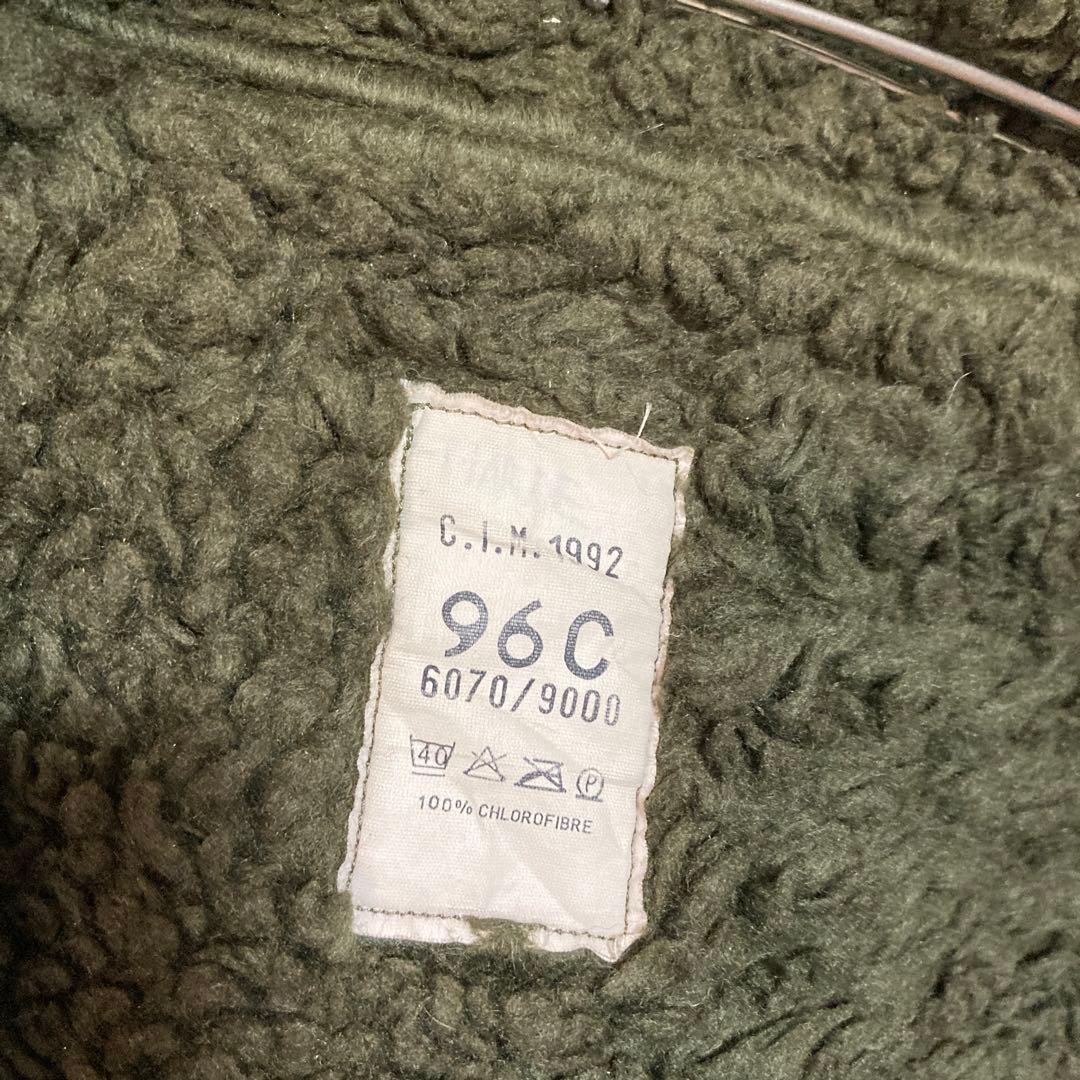 C.I.M. 1992
96C
6070/9000
40 P
100% CHLOROFIBRE